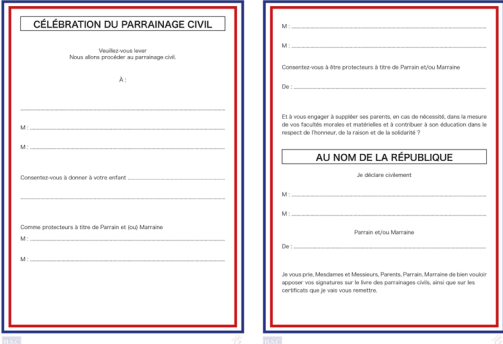 CÉLÉBRATION DU PARRAINAGE CIVIL
Veuillez-vous lever
Nous allons procéder au parrainage civil.
À :
M :
M :
Consentez-vous à donner à votre enfant
Comme protecteurs à titre de Parrain et (ou) Marraine
M :
M :
M :
M :
Consentez-vous à être protecteurs à titre de Parrain et/ou Marraine
De :
Et à vous engager à suppléer ses parents, en cas de nécessité, dans la mesure
de vos facultés morales et matérielles et à contribuer à son éducation dans le
respect de l'honneur, de la raison et de la solidarité ?
AU NOM DE LA RÉPUBLIQUE
Je déclare civilement
M :
M :
Parrain et/ou Marraine
De :
Je vous prie, Mesdames et Messieurs, Parents, Parrain, Marraine de bien vouloir
apposer vos signatures sur le livre des parrainages civils, ainsi que sur les
certificats que je vais vous remettre.